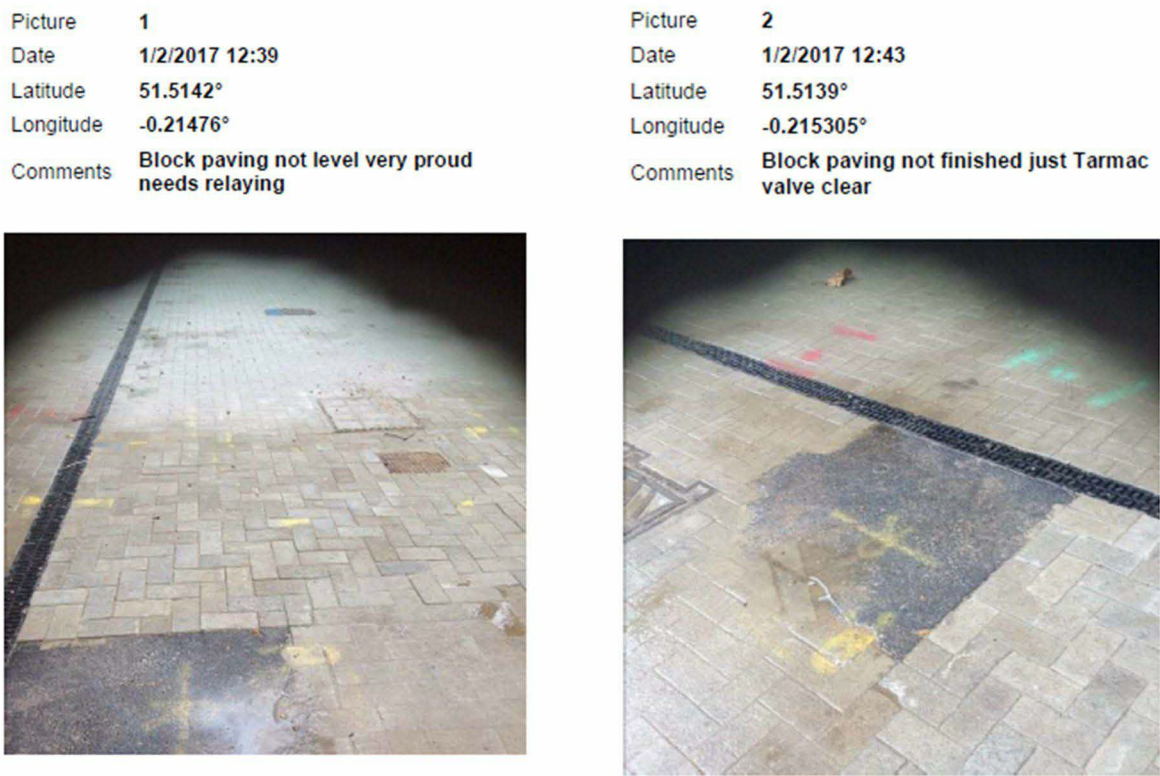 Picture 1
Date 1/2/2017 12:39
Latitude 51.5142°
Longitude -0.21476°
Comments Block paving not level very proud
needs relaying
Picture 2
Date 1/2/2017 12:43
Latitude 51.5139°
Longitude -0.215305°
Comments Block paving not finished just Tarmac
valve clear